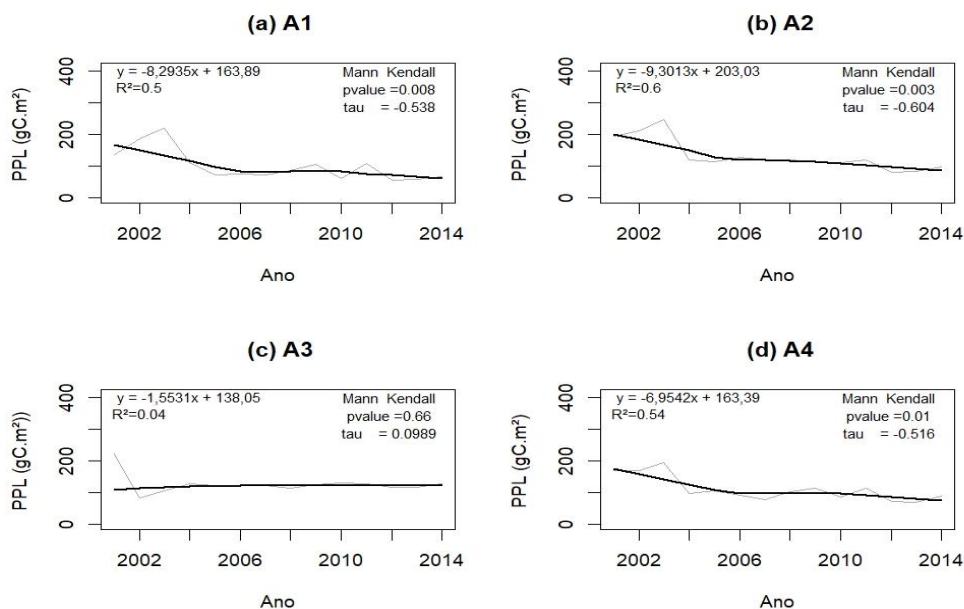 (a) A1
y = -8,2935x + 163,89
R²=0.5
Mann Kendall
pvalue =0.008
tau = -0.538
PPL (gC.m²)
400
200
0
2002 2006 2010 2014
Ano
(b) A2
y = -9,3013x + 203,03
R²=0.6
Mann Kendall
pvalue =0.003
tau = -0.604
PPL (gC.m²)
400
200
0
2002 2006 2010 2014
Ano
(c) A3
y = -1,5531x + 138,05
R²=0.04
Mann Kendall
pvalue =0.66
tau = 0.0989
PPL (gC.m²))
400
200
0
2002 2006 2010 2014
Ano
(d) A4
y = -6,9542x + 163,39
R²=0.54
Mann Kendall
pvalue =0.01
tau = -0.516
PPL (gC.m²)
400
200
0
2002 2006 2010 2014
Ano